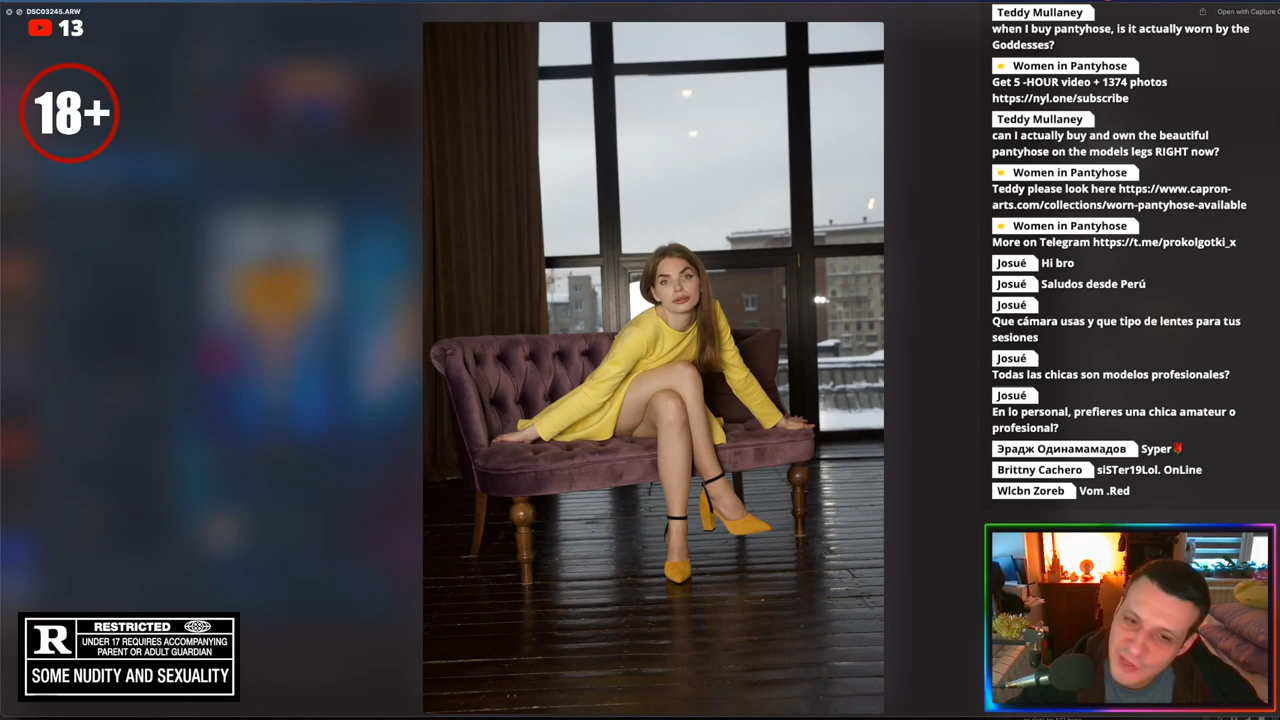 DSC03245.ARW
Open with Capture
13
18+
Teddy Mullaney
when I buy pantyhose, is it actually worn by the
Goddesses?
Women in Pantyhose
Get 5 -HOUR video + 1374 photos
https://nyl.one/subscribe
Teddy Mullaney
can I actually buy and own the beautiful
pantyhose on the models legs RIGHT now?
Women in Pantyhose
Teddy please look here https://www.capron-
arts.com/collections/worn-pantyhose-available
Women in Pantyhose
More on Telegram https://t.me/prokolgotki_x
Josué Hi bro
Josué Saludos desde Perú
Josué
Que cámara usas y que tipo de lentes para tus
sesiones
Josué
Todas las chicas son modelos profesionales?
Josué
En lo personal, prefieres una chica amateur o
profesional?
Эрадж Одинамамадов Syper
Brittny Cachero siSTer19Lol. OnLine
Wlcbn Zoreb Vom .Red
R
RESTRICTED
UNDER 17 REQUIRES ACCOMPANYING
PARENT OR ADULT GUARDIAN
SOME NUDITY AND SEXUALITY